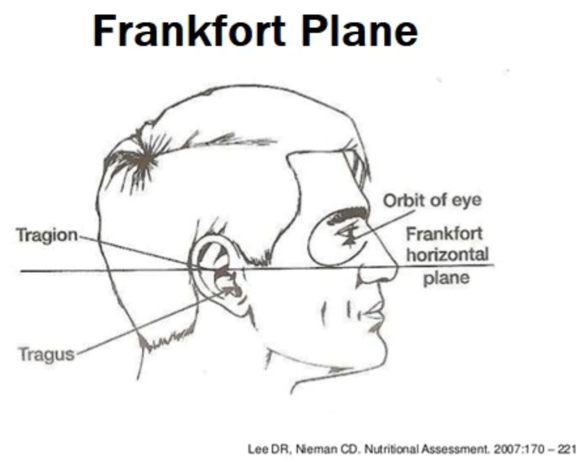 Frankfort Plane
Orbit of eye
Tragion
Frankfort
horizontal
plane
Tragus
Lee DR, Nieman CD. Nutritional Assessment. 2007:170 – 221